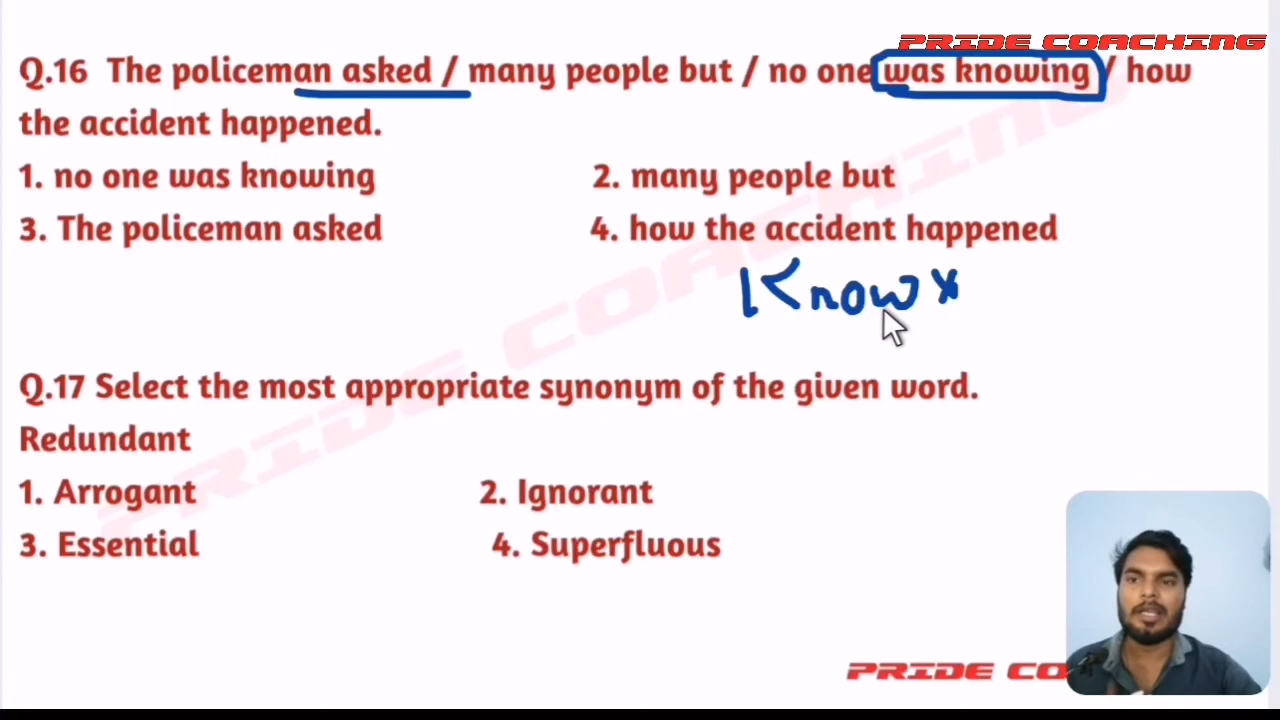 PRIDE COACHING
Q.16 The policeman asked / many people but / no one was knowing / how
the accident happened.
1. no one was knowing 2. many people but
3. The policeman asked 4. how the accident happened
Know x
Q.17 Select the most appropriate synonym of the given word.
Redundant
1. Arrogant 2. Ignorant
3. Essential 4. Superfluous
PRIDE CO
PRIDE COACHING